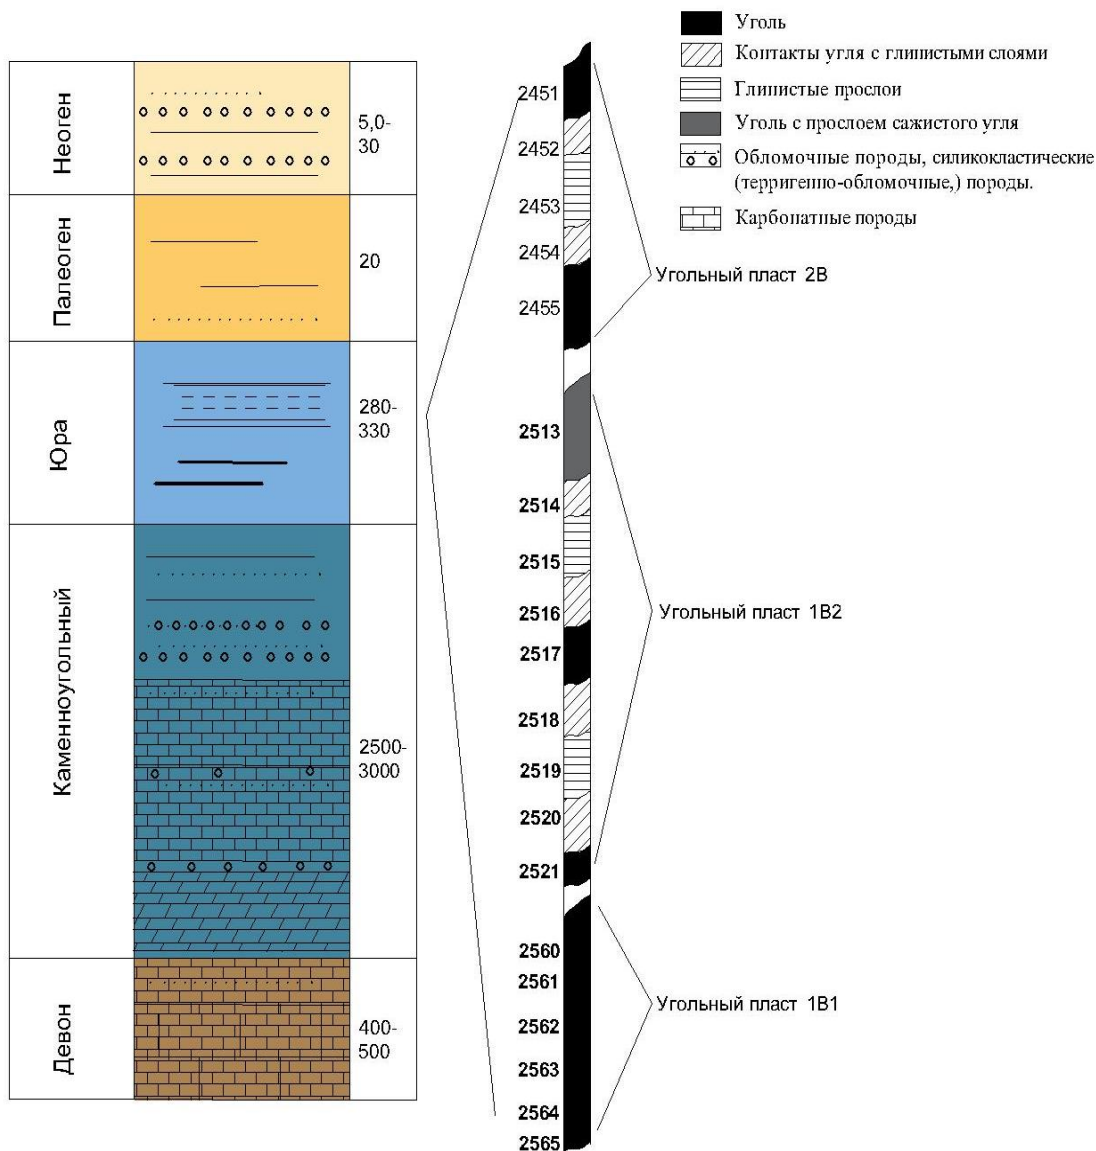 Неоген
5,0-
30
Палеоген
20
Юра
280-
330
Каменноугольный
2500-
3000
Девон
400-
500
2451
2452
2453
2454
2455
2513
2514
2515
2516
2517
2518
2519
2520
2521
2560
2561
2562
2563
2564
2565
Уголь
Контакты угля с глинистыми слоями
Глинистые прослои
Уголь с прослоем сажистого угля
Обломочные породы, силикокластические
(терригенно-обломочные,) породы.
Карбонатные породы
Угольный пласт 2В
Угольный пласт 1В2
Угольный пласт 1В1